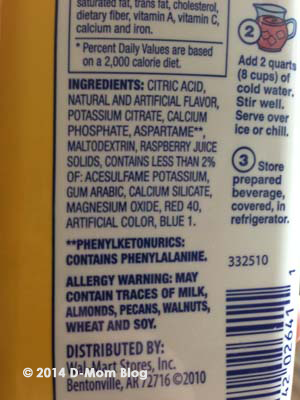 saturated fat, trans fat, cholesterol,
dietary fiber, vitamin A, vitamin C,
calcium and iron.
* Percent Daily Values are based
on a 2,000 calorie diet.
INGREDIENTS: CITRIC ACID,
NATURAL AND ARTIFICIAL FLAVOR,
POTASSIUM CITRATE, CALCIUM
PHOSPHATE, ASPARTAME**,
MALTODEXTRIN, RASPBERRY JUICE
SOLIDS, CONTAINS LESS THAN 2%
OF: ACESULFAME POTASSIUM,
GUM ARABIC, CALCIUM SILICATE,
MAGNESIUM OXIDE, RED 40,
ARTIFICIAL COLOR, BLUE 1.
**PHENYLKETONURICS:
CONTAINS PHENYLALANINE.
ALLERGY WARNING: MAY
CONTAIN TRACES OF MILK,
ALMONDS, PECANS, WALNUTS,
WHEAT AND SOY.
DISTRIBUTED BY:
Wal-Mart Stores, Inc.
Bentonville, AR 72716 ©2010
2
Add 2 quarts
(8 cups) of
cold water.
Stir well.
Serve over
ice or chill.
3 Store
prepared
beverage,
covered, in
refrigerator.
332510
42 02641
© 2014 D-Mom Blog